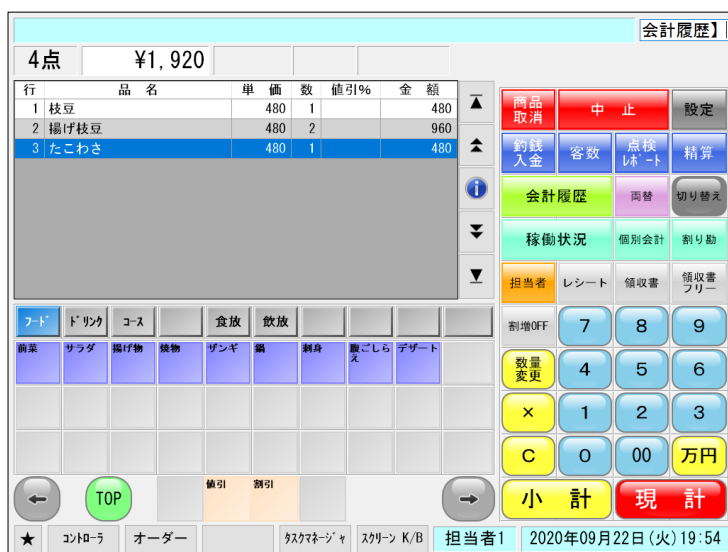 会計履歴】
4点 ¥1,920
行 品 名 単 価 数 値引% 金 額
1 枝豆 480 1 480
2 揚げ枝豆 480 2 960
3 たこわさ 480 1 480
商品取消 中 止 設定
釣銭入金 客数 点検ﾚﾎﾟｰﾄ 精算
会計履歴 両替 切り替え
稼働状況 個別会計 割り勘
担当者 レシート 領収書 領収書フリー
ﾌｰﾄﾞ ﾄﾞﾘﾝｸ ｺｰｽ 食放 飲放
割増OFF 7 8 9
前菜 サラダ 揚げ物 焼物 ザンギ 鍋 刺身 腹ごしらえ デザート
数量変更 4 5 6
× 1 2 3
C 0 00 万円
TOP 値引 割引
小 計 現 計
★ ｺﾝﾄﾛｰﾗ オーダー ﾀｽｸﾏﾈｰｼﾞｬ ｽｸﾘｰﾝ K/B 担当者1 2020年09月22日(火)19:54